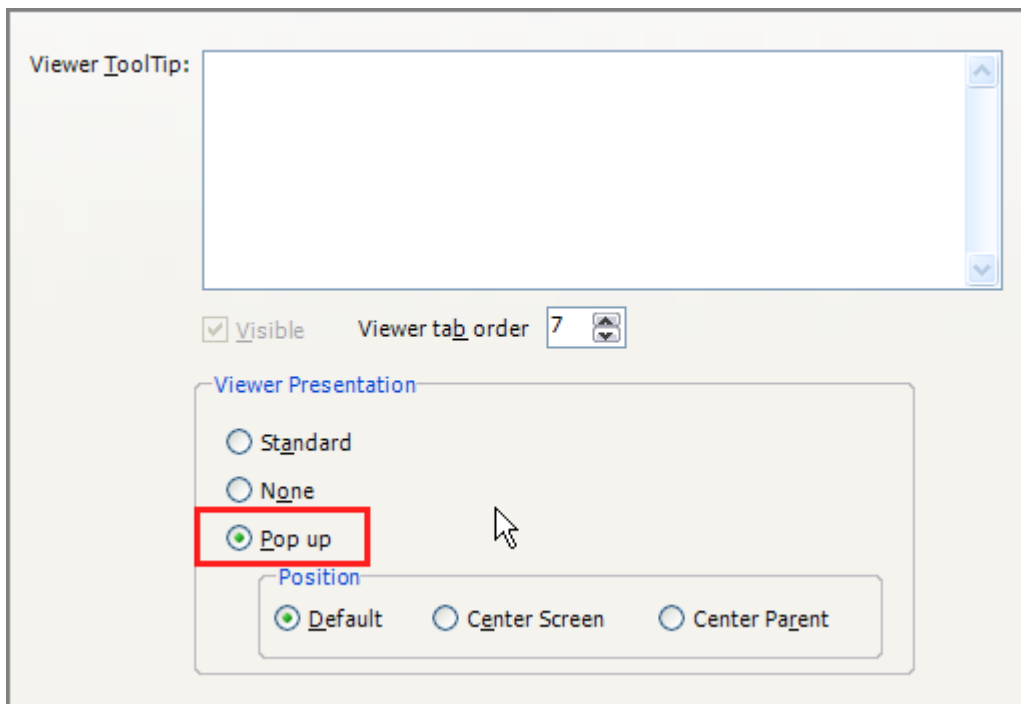 Viewer ToolTip:
Visible Viewer tab order 7
Viewer Presentation
Standard
None
Pop up
Position
Default Center Screen Center Parent